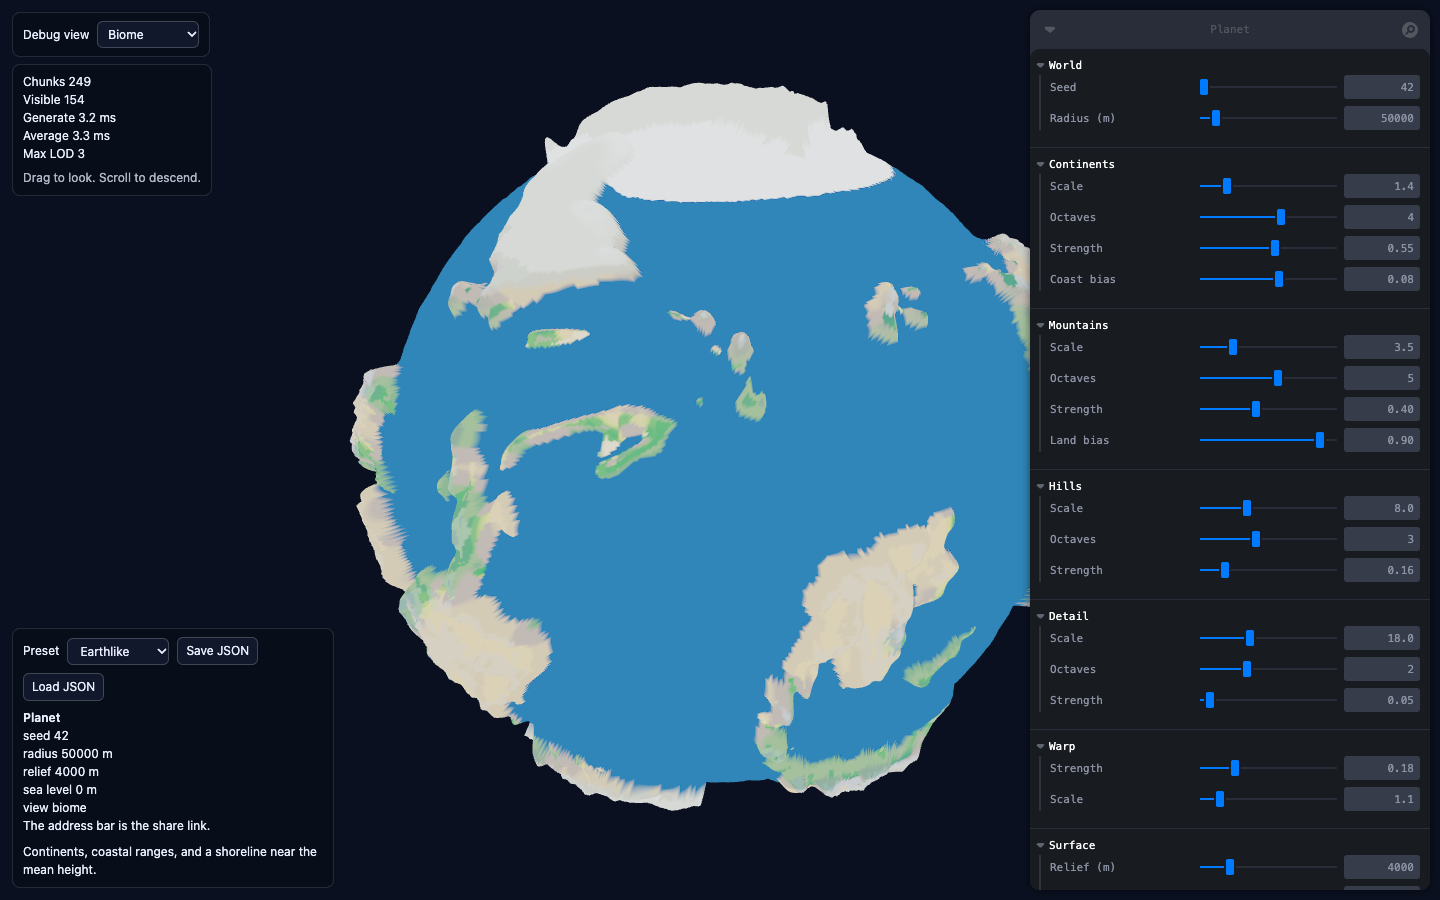 Debug view Biome
Chunks 249
Visible 154
Generate 3.2 ms
Average 3.3 ms
Max LOD 3
Drag to look. Scroll to descend.
Preset Earthlike Save JSON
Load JSON
Planet
seed 42
radius 50000 m
relief 4000 m
sea level 0 m
view biome
The address bar is the share link.
Continents, coastal ranges, and a shoreline near the
mean height.
Planet
World
Seed 42
Radius (m) 50000
Continents
Scale 1.4
Octaves 4
Strength 0.55
Coast bias 0.08
Mountains
Scale 3.5
Octaves 5
Strength 0.40
Land bias 0.90
Hills
Scale 8.0
Octaves 3
Strength 0.16
Detail
Scale 18.0
Octaves 2
Strength 0.05
Warp
Strength 0.18
Scale 1.1
Surface
Relief (m) 4000